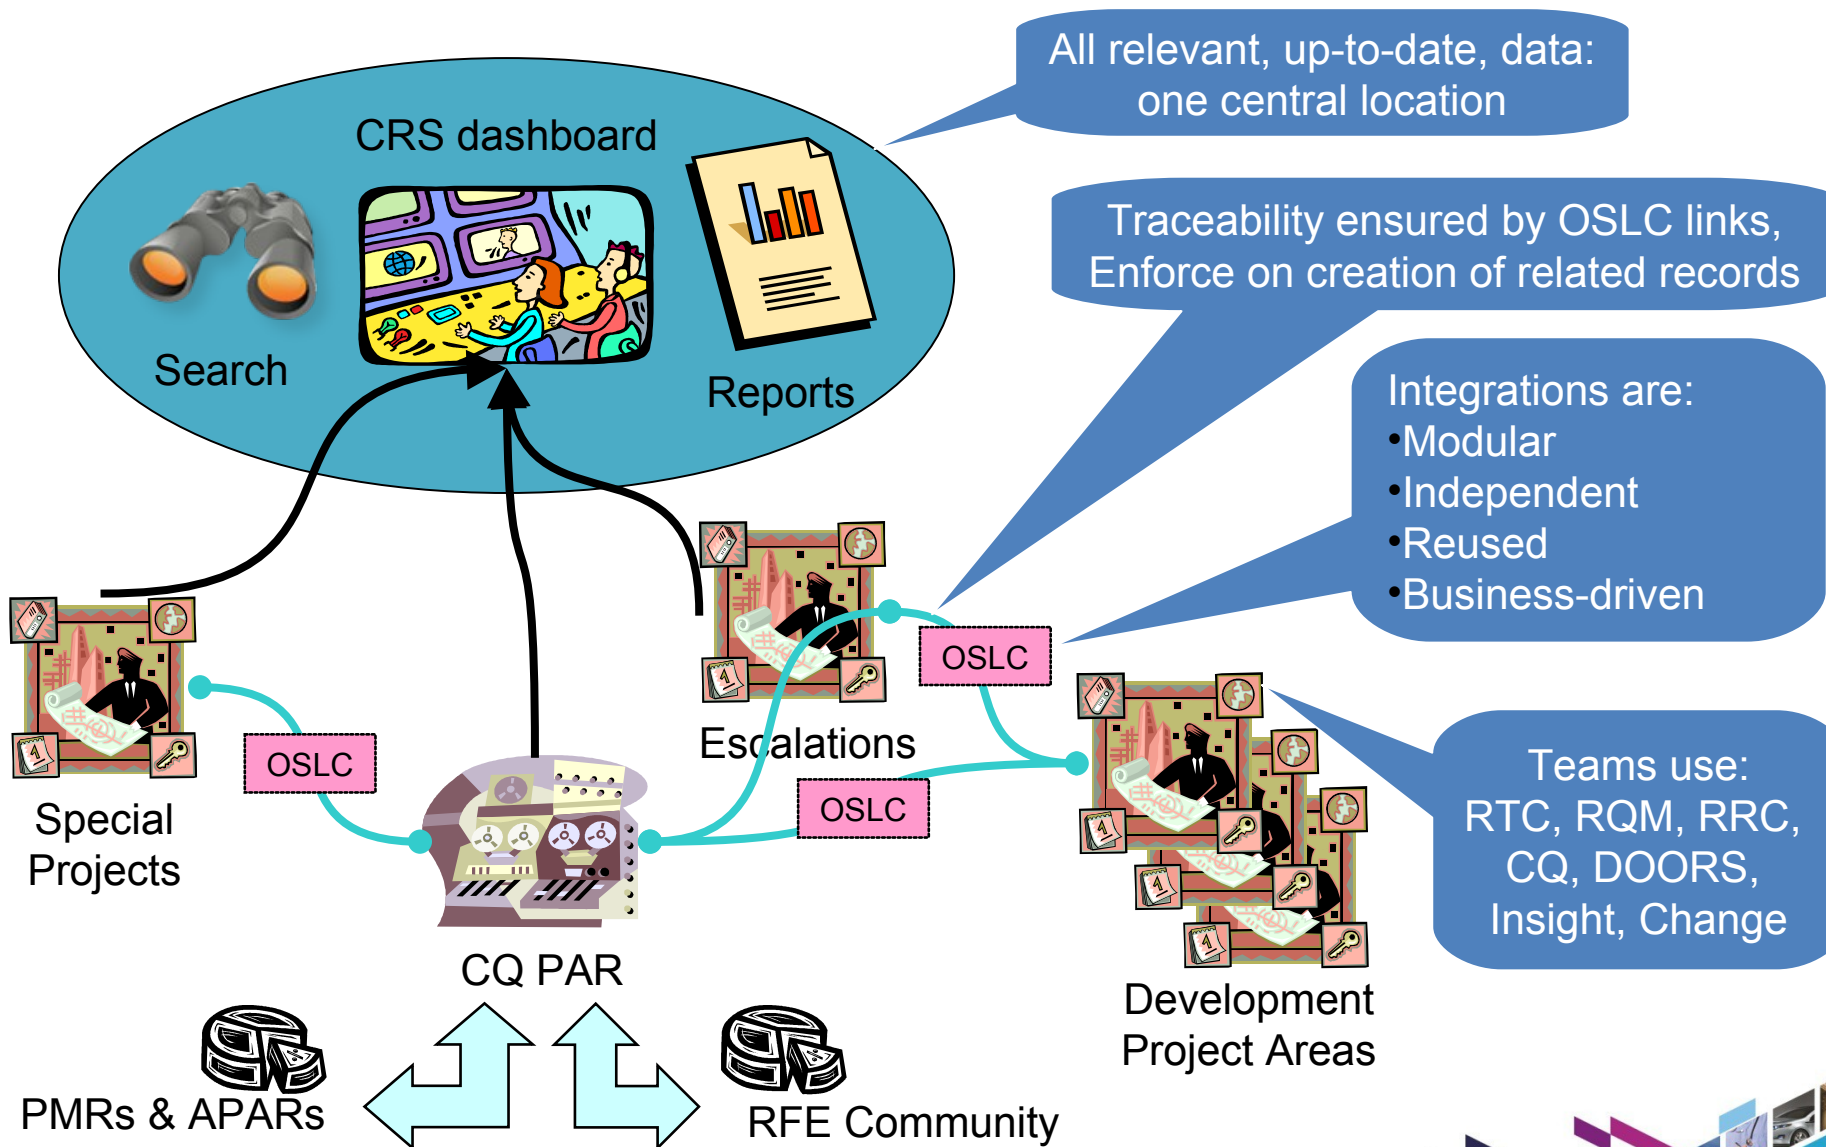 All relevant, up-to-date, data:
one central location
CRS dashboard
Search
Reports
Traceability ensured by OSLC links,
Enforce on creation of related records
Integrations are:
•Modular
•Independent
•Reused
•Business-driven
OSLC
Escalations
OSLC
OSLC
Special
Projects
Teams use:
RTC, RQM, RRC,
CQ, DOORS,
Insight, Change
CQ PAR
Development
Project Areas
PMRs & APARs
RFE Community